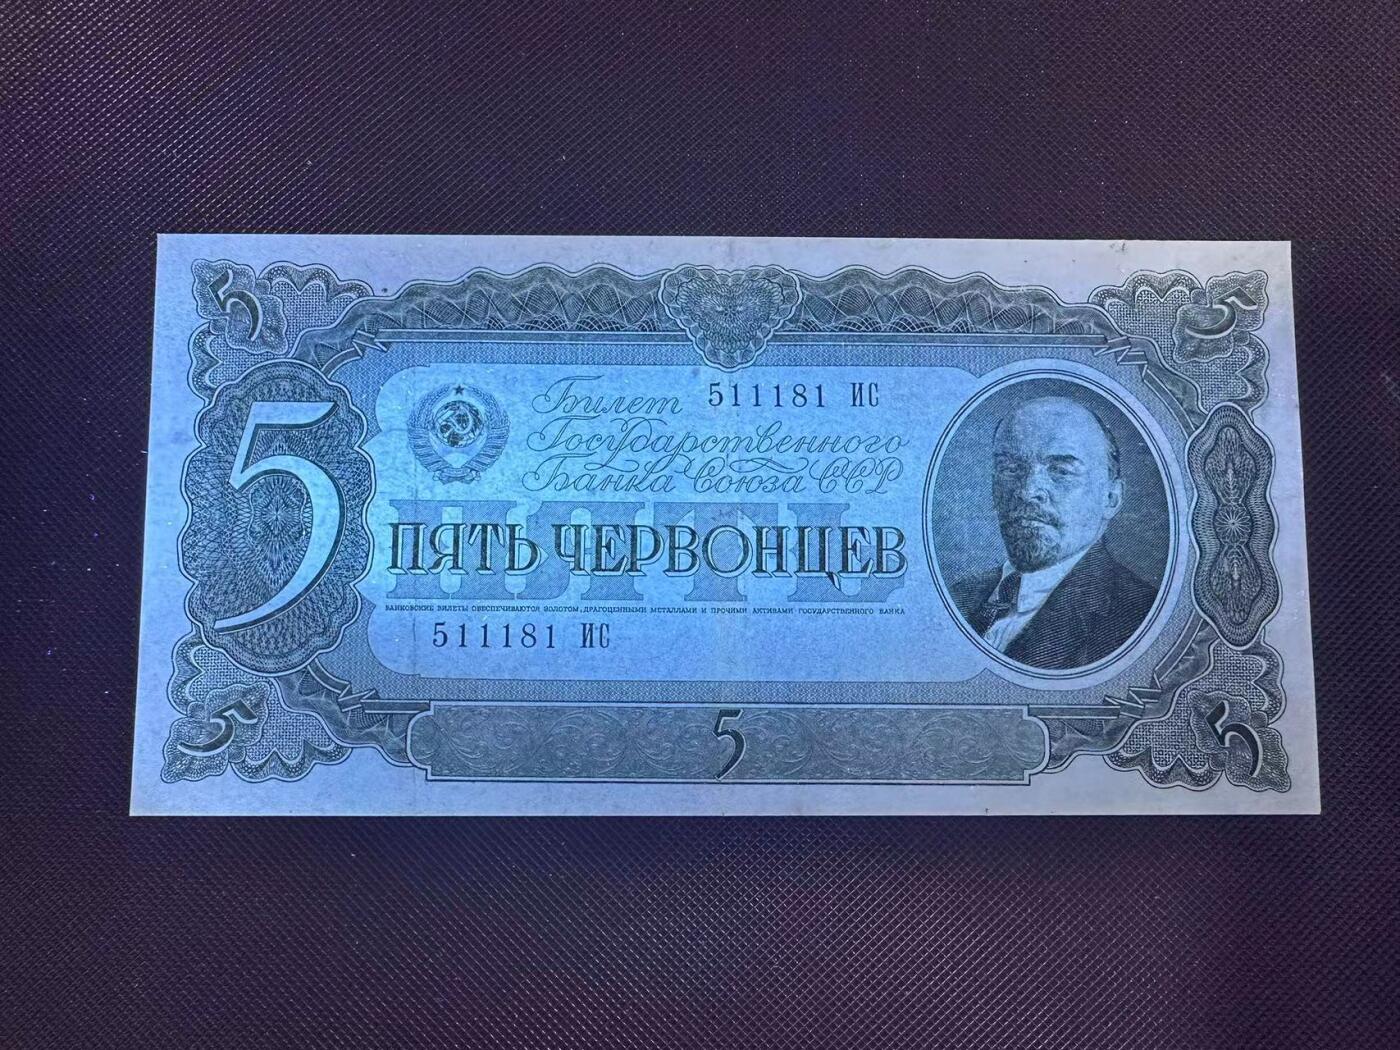 5
5
Билет 511181 ИС
Государственного
Банка Союза ССР
5
ПЯТЬ
ПЯТЬ ЧЕРВОНЦЕВ
БАНКОВСКИЕ БИЛЕТЫ ОБЕСПЕЧИВАЮТСЯ ЗОЛОТОМ, ДРАГОЦЕННЫМИ МЕТАЛЛАМИ И ПРОЧИМИ АКТИВАМИ ГОСУДАРСТВЕННОГО БАНКА
511181 ИС
5
5
5